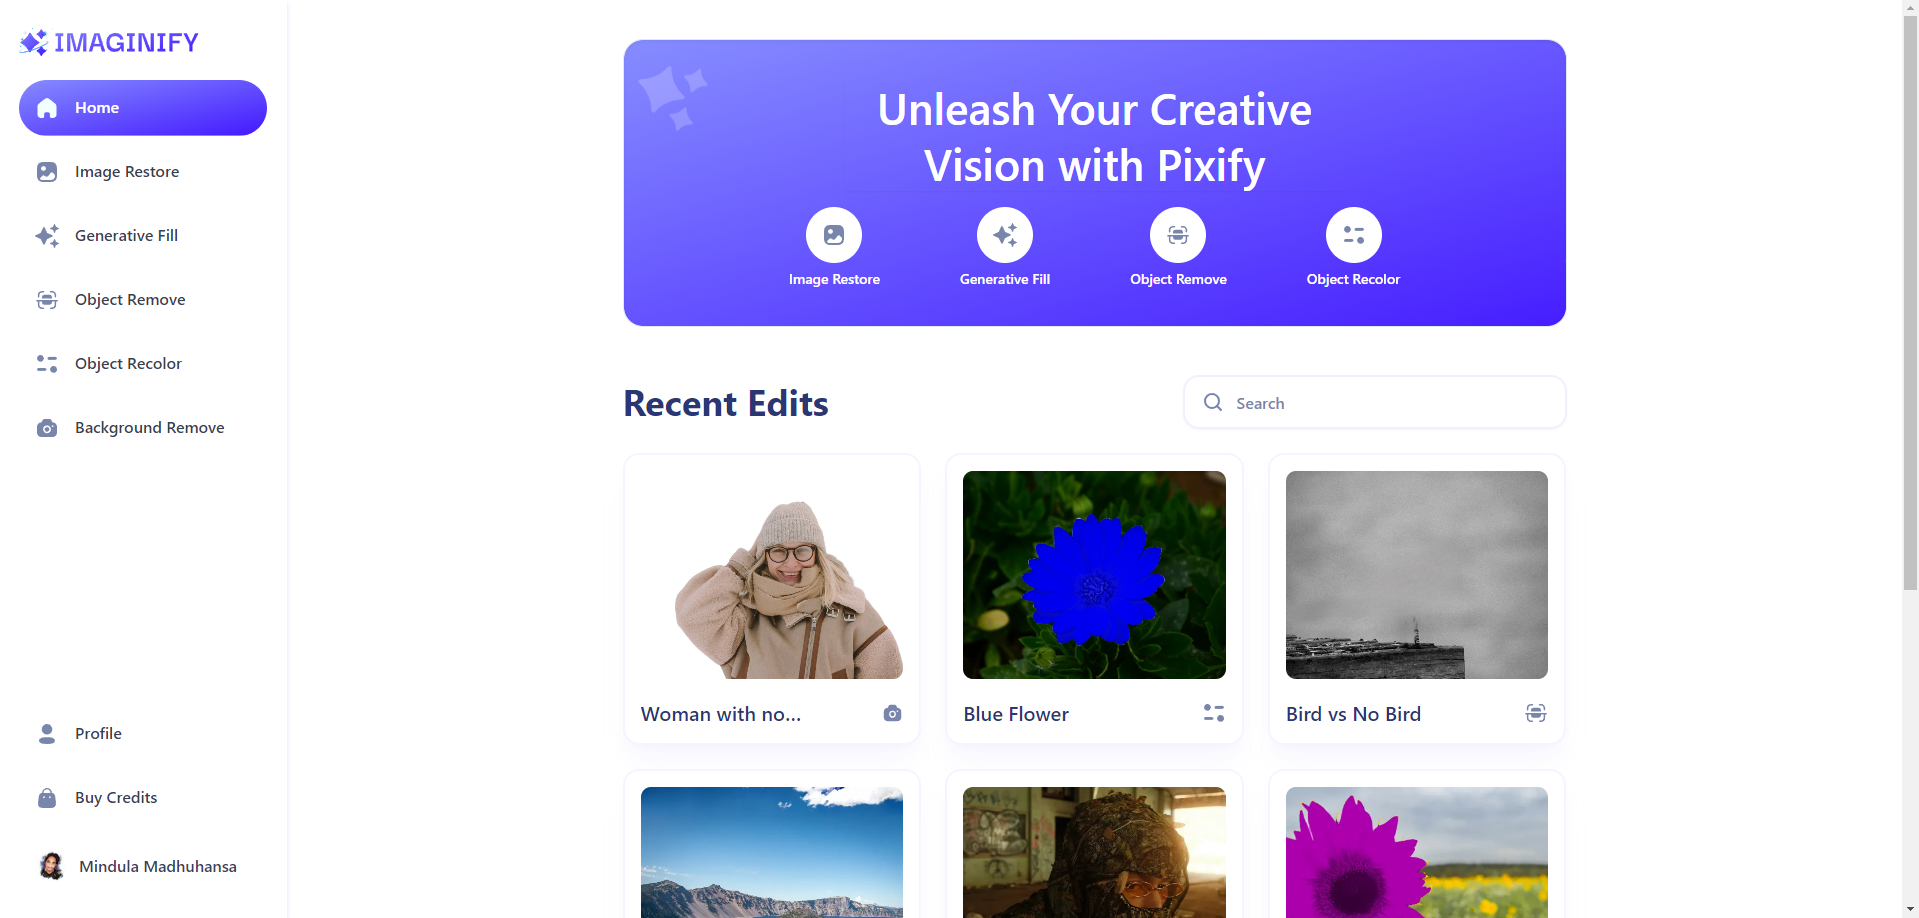 IMAGINIFY
Home
Image Restore
Generative Fill
Object Remove
Object Recolor
Background Remove
Profile
Buy Credits
Mindula Madhuhansa
Unleash Your Creative
Vision with Pixify
Image Restore
Generative Fill
Object Remove
Object Recolor
Recent Edits
Search
Woman with no...
Blue Flower
Bird vs No Bird